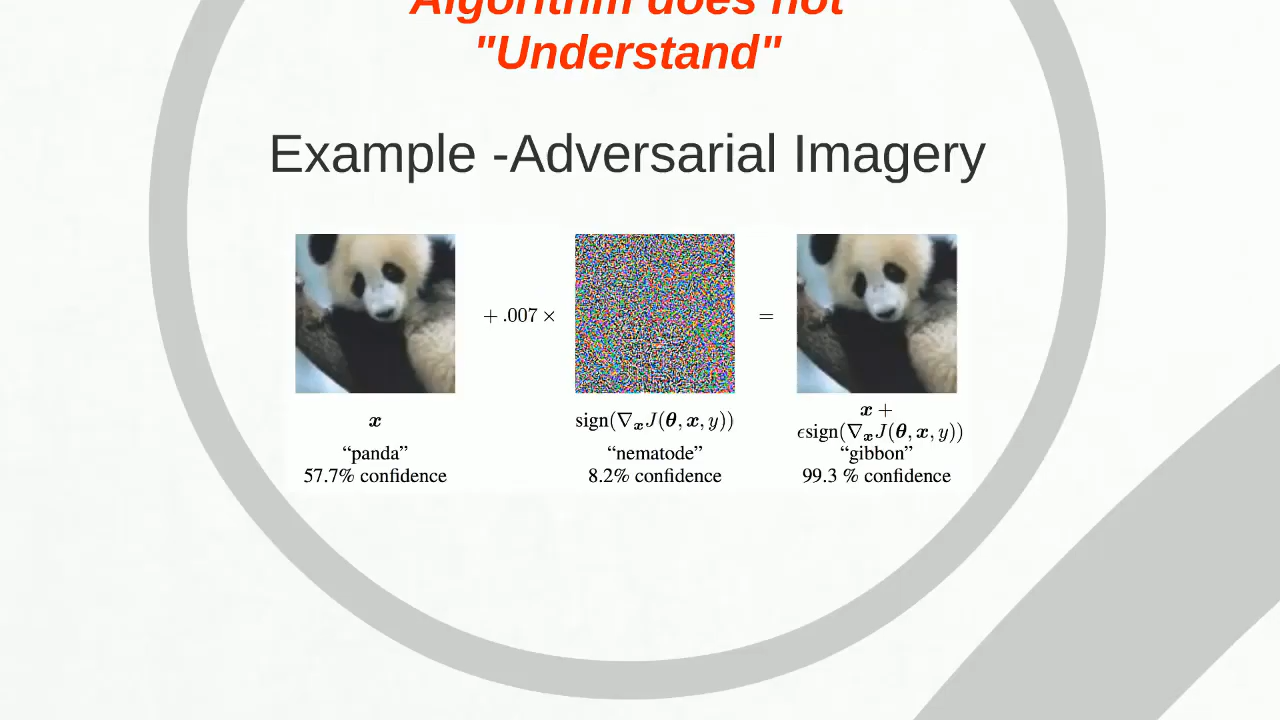 Algorithm does not
"Understand"
Example -Adversarial Imagery
+ .007 ×
=
x
sign(∇ₓJ(θ, x, y))
x +
ϵsign(∇ₓJ(θ, x, y))
“panda”
“nematode”
“gibbon”
57.7% confidence
8.2% confidence
99.3 % confidence